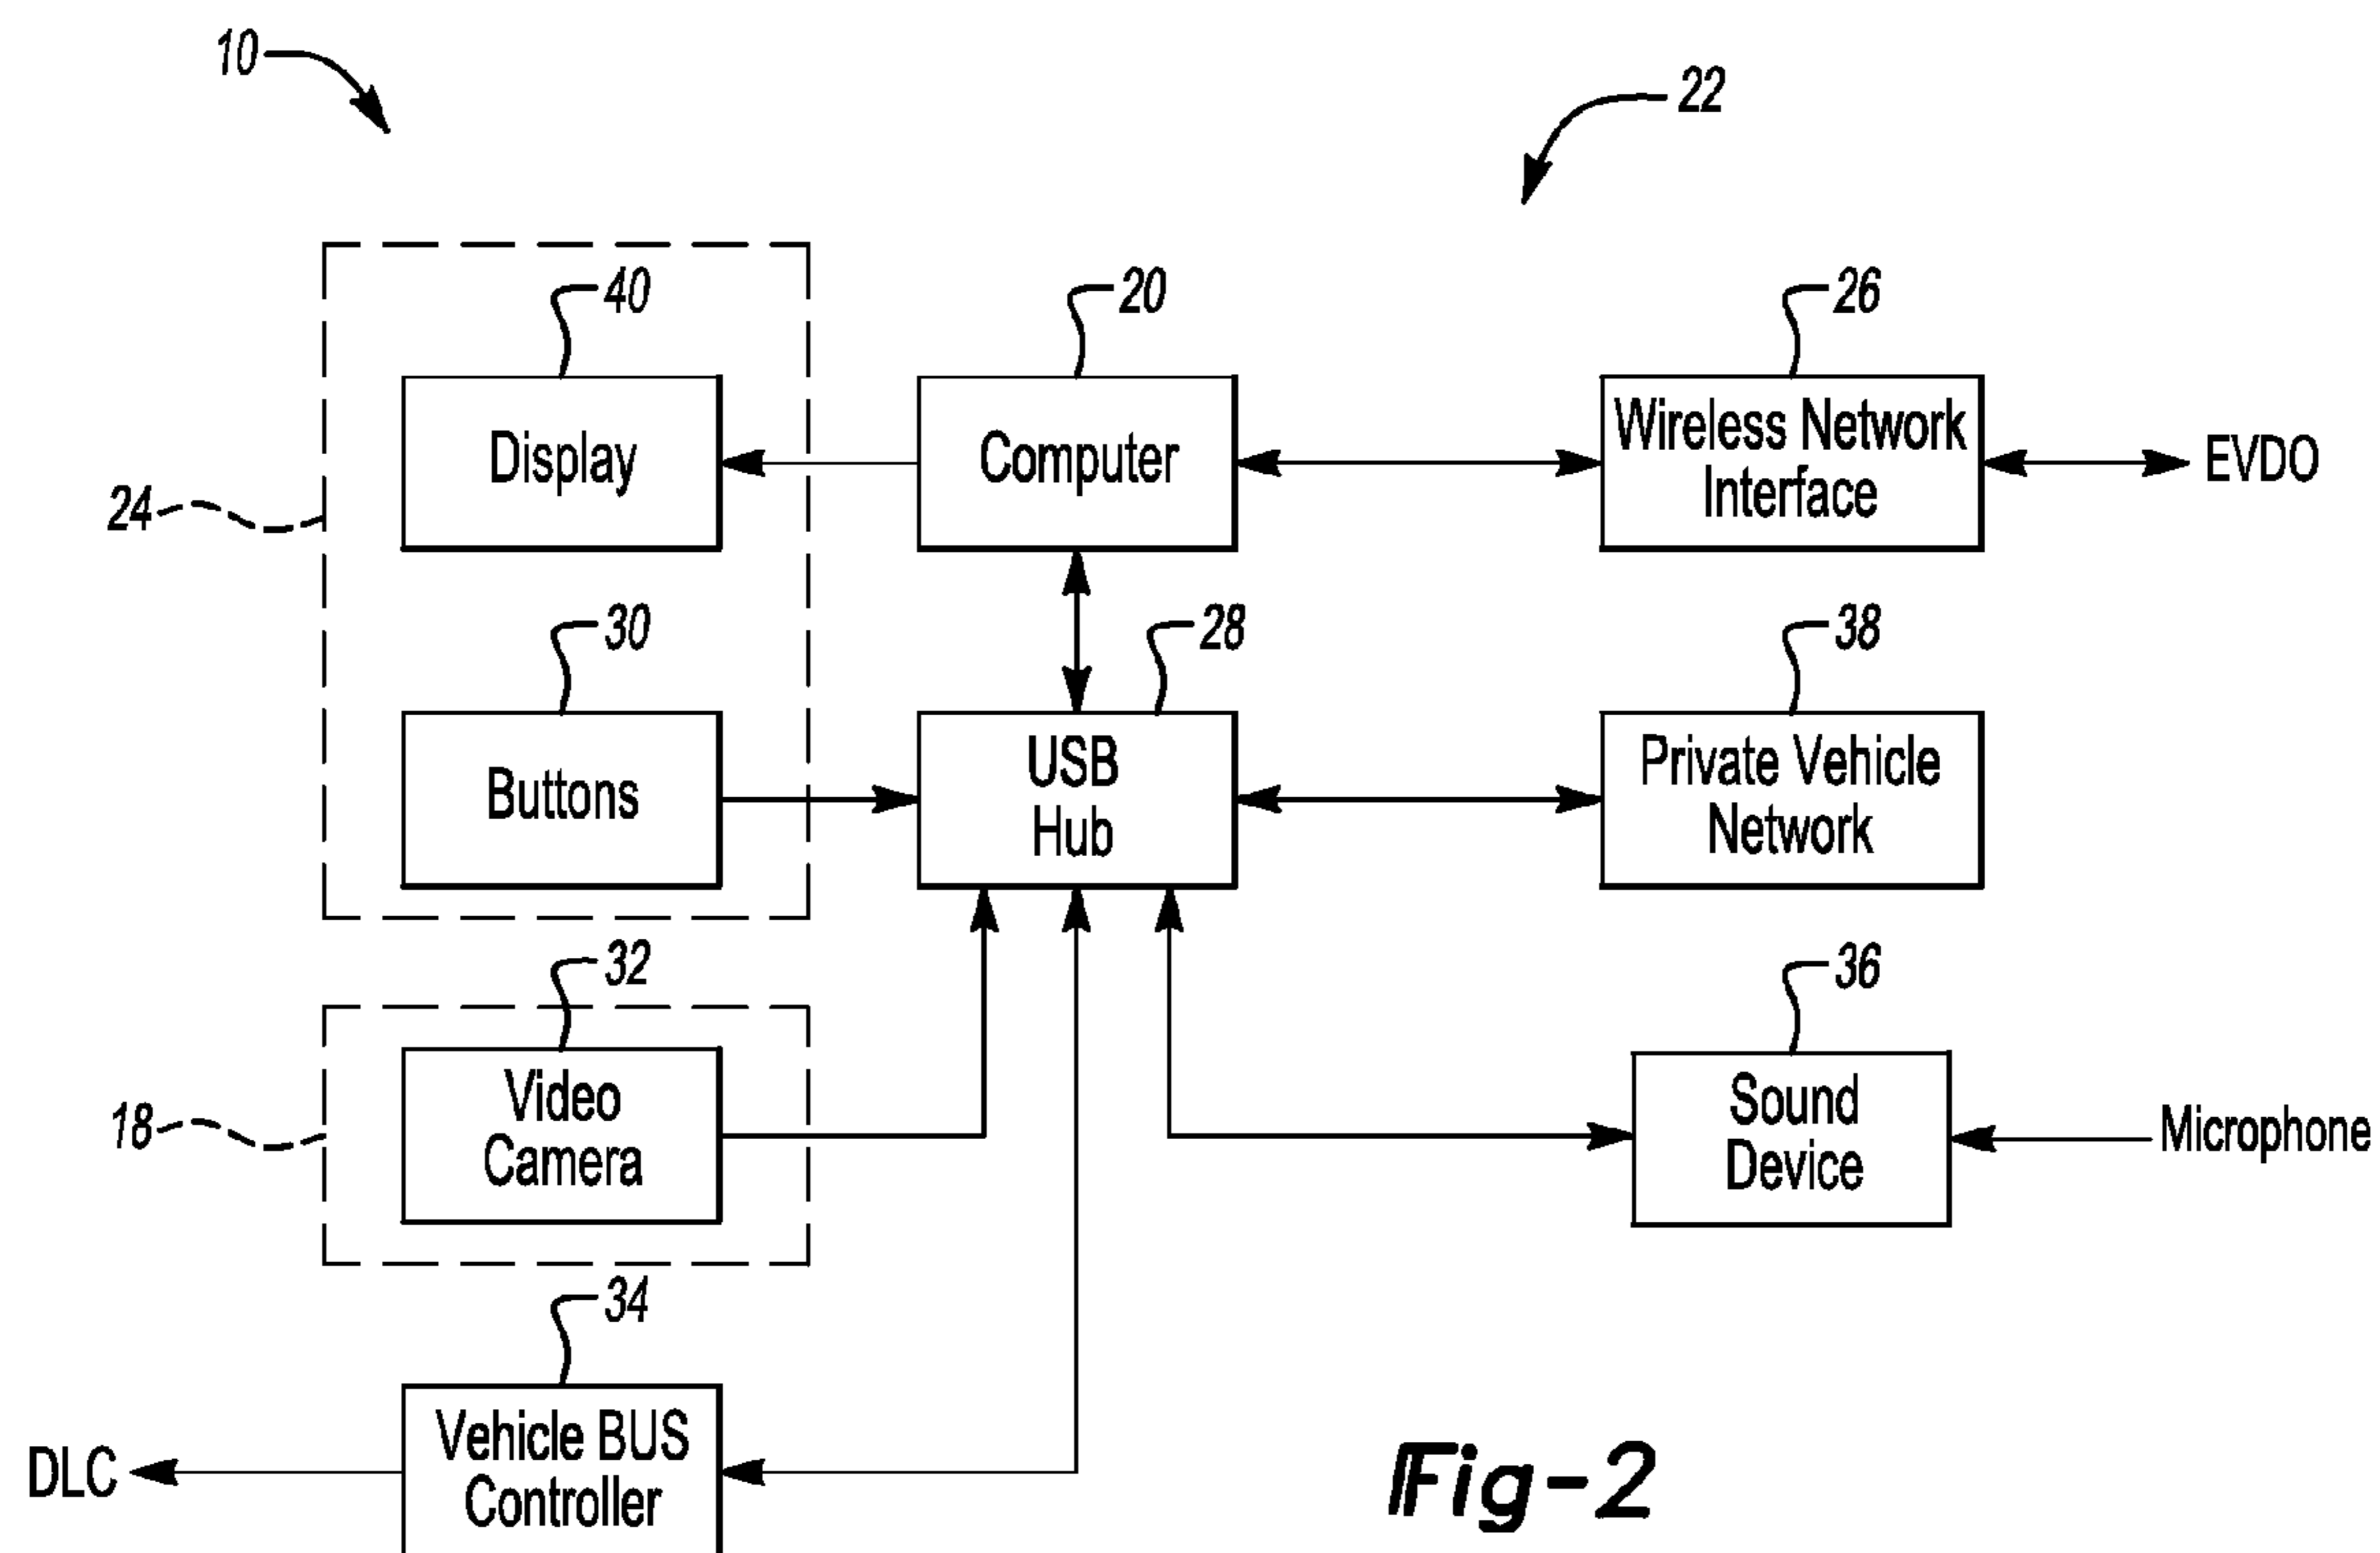 10
22
40
20
26
Display
Computer
Wireless Network
Interface
EVDO
24
30
28
38
Buttons
USB
Hub
Private Vehicle
Network
32
36
18
Video
Camera
Sound
Device
Microphone
34
DLC
Vehicle BUS
Controller
Fig-2